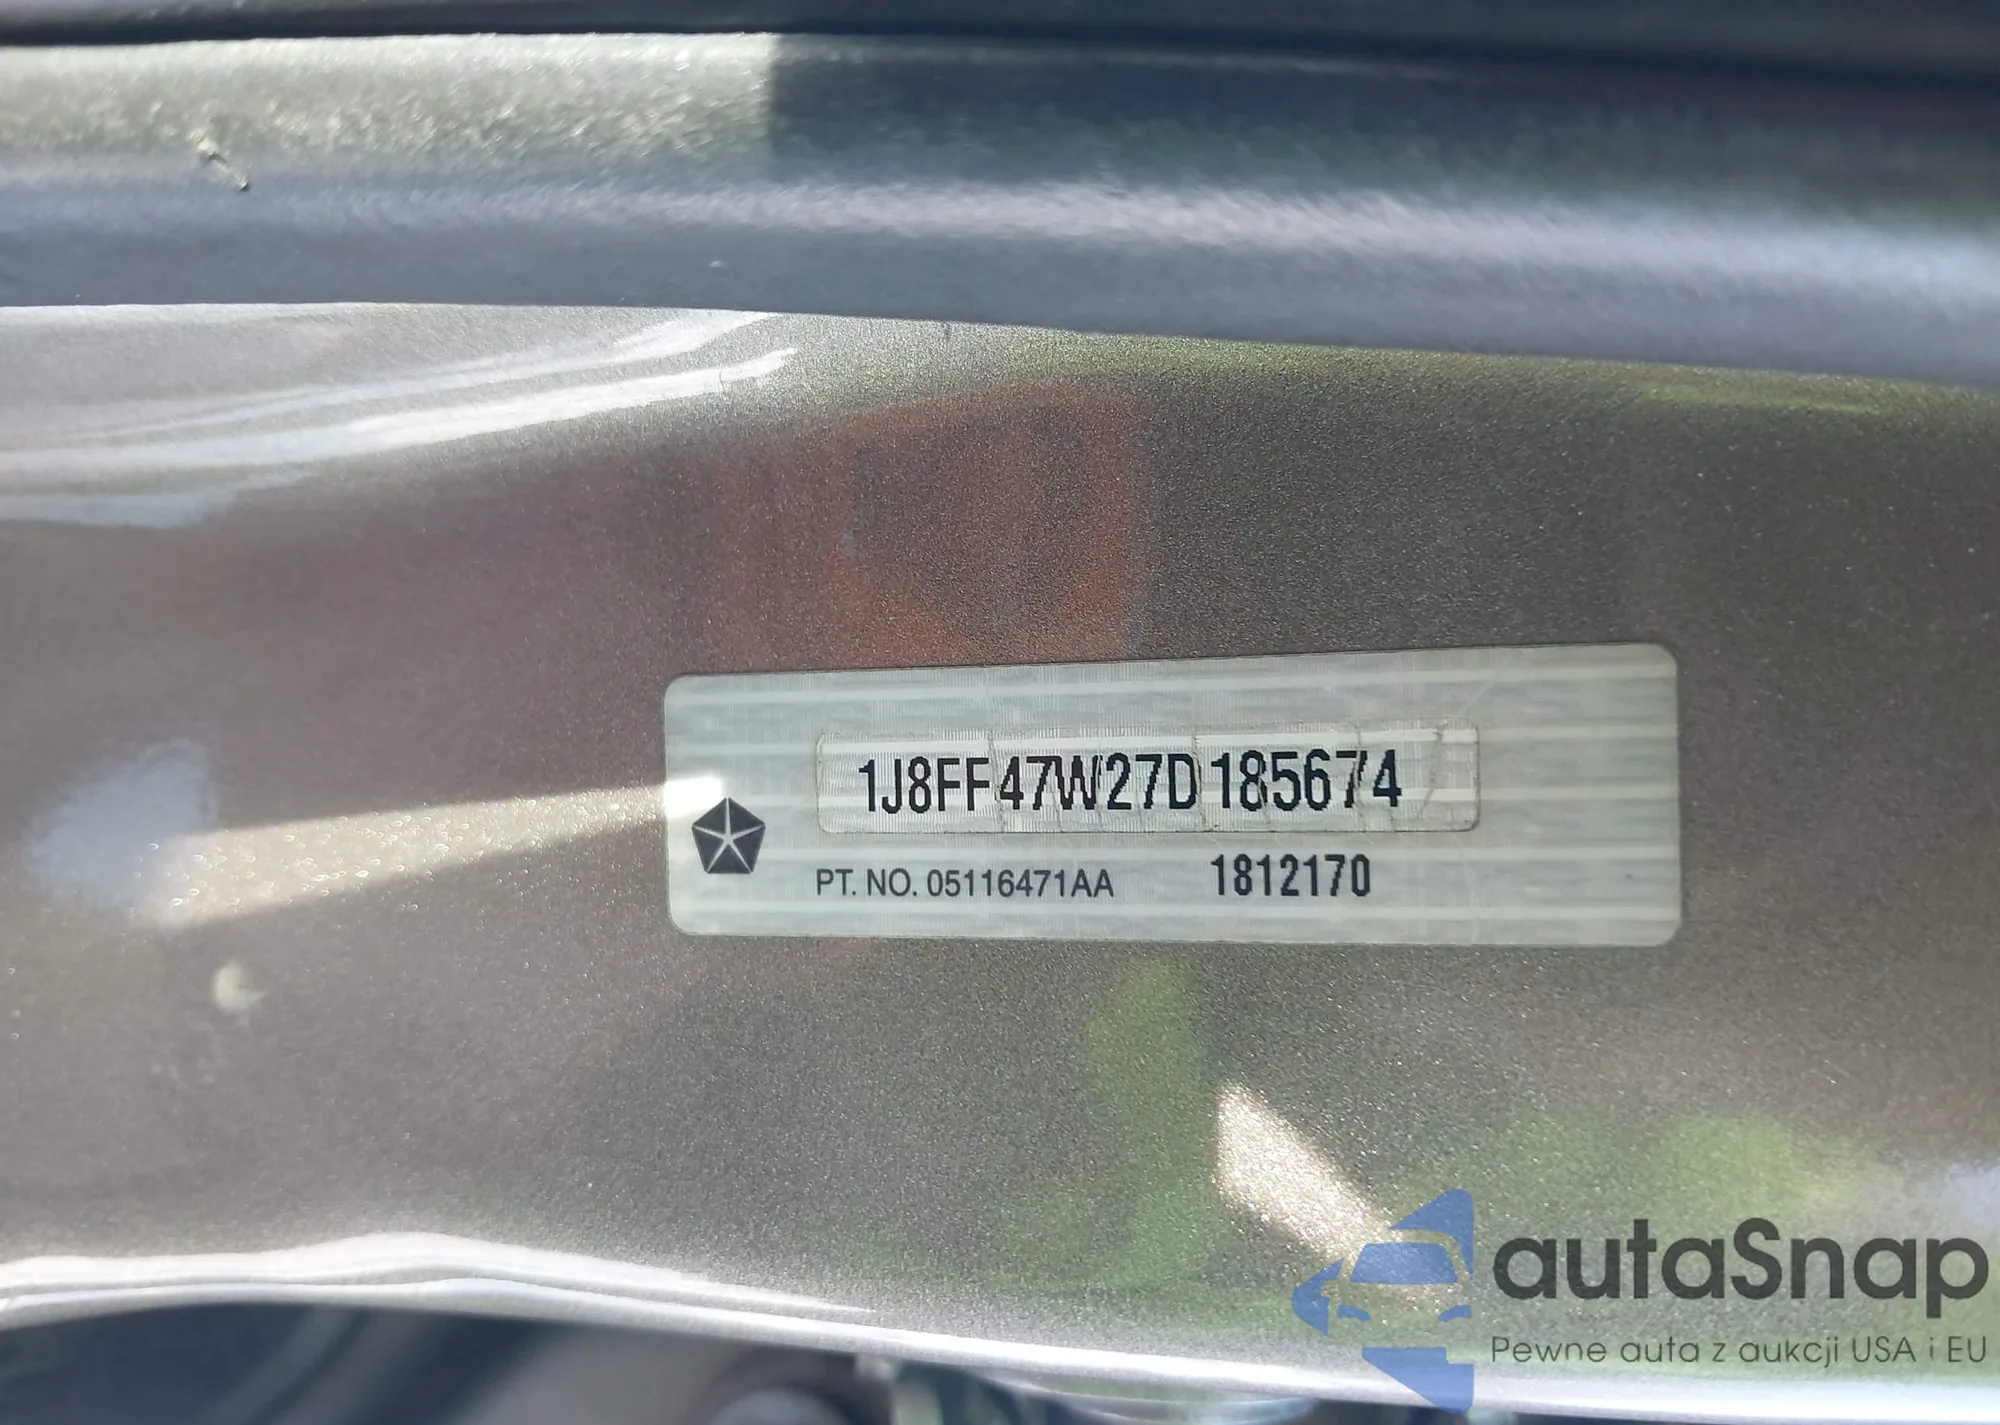 1J8FF47W27D185674
PT. NO. 05116471AA 1812170
autaSnap
Pewne auta z aukcji USA i EU